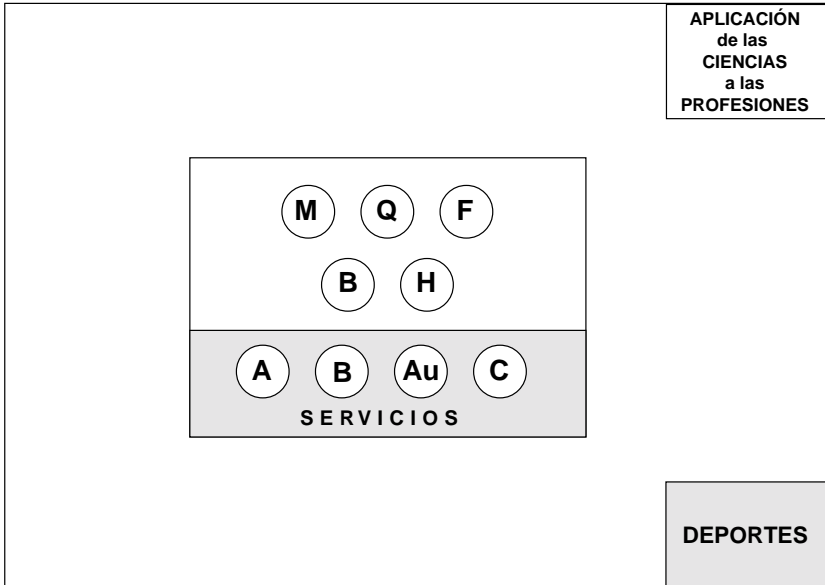 APLICACIÓN
de las
CIENCIAS
a las
PROFESIONES
M Q F
B H
A B Au C
SERVICIOS
DEPORTES